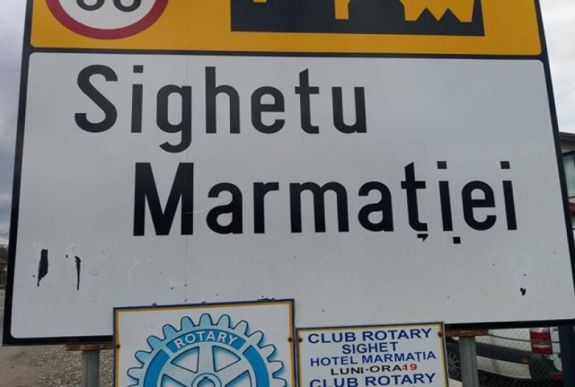 Sighetu
Marmației
ROTARY
CLUB ROTARY
SIGHET
HOTEL MARMAȚIA
LUNI-ORA19
CLUB ROTARY